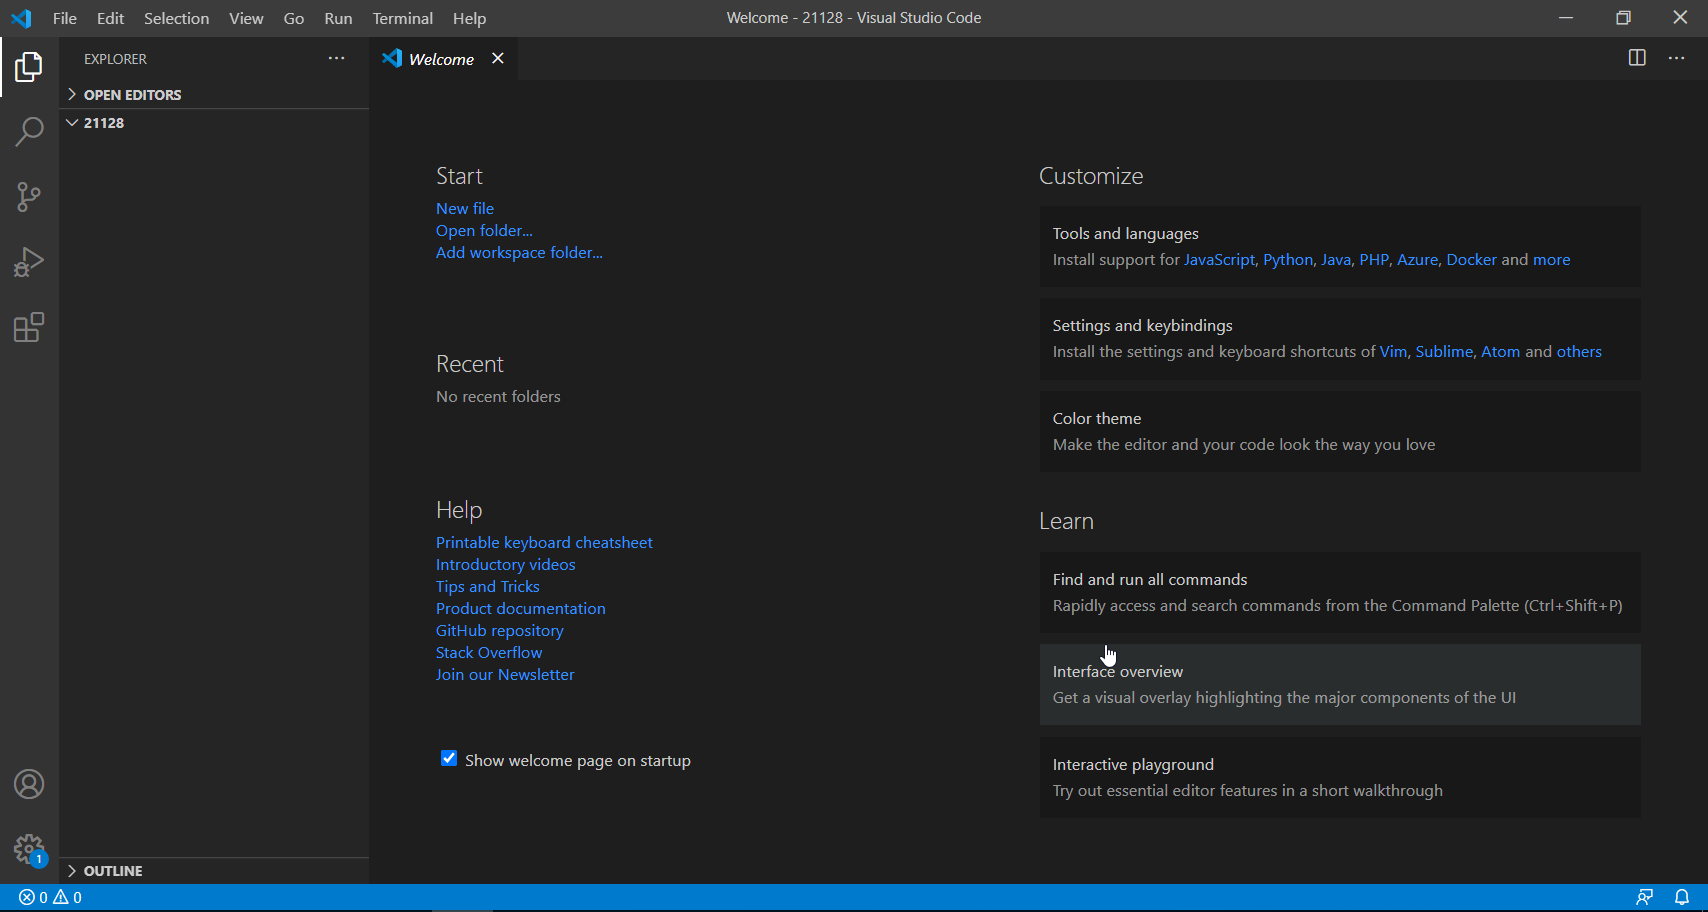 File Edit Selection View Go Run Terminal Help
Welcome - 21128 - Visual Studio Code
EXPLORER
OPEN EDITORS
21128
OUTLINE
Welcome
Start
New file
Open folder...
Add workspace folder...
Recent
No recent folders
Help
Printable keyboard cheatsheet
Introductory videos
Tips and Tricks
Product documentation
GitHub repository
Stack Overflow
Join our Newsletter
Show welcome page on startup
Customize
Tools and languages
Install support for JavaScript, Python, Java, PHP, Azure, Docker and more
Settings and keybindings
Install the settings and keyboard shortcuts of Vim, Sublime, Atom and others
Color theme
Make the editor and your code look the way you love
Learn
Find and run all commands
Rapidly access and search commands from the Command Palette (Ctrl+Shift+P)
Interface overview
Get a visual overlay highlighting the major components of the UI
Interactive playground
Try out essential editor features in a short walkthrough
1
0 0